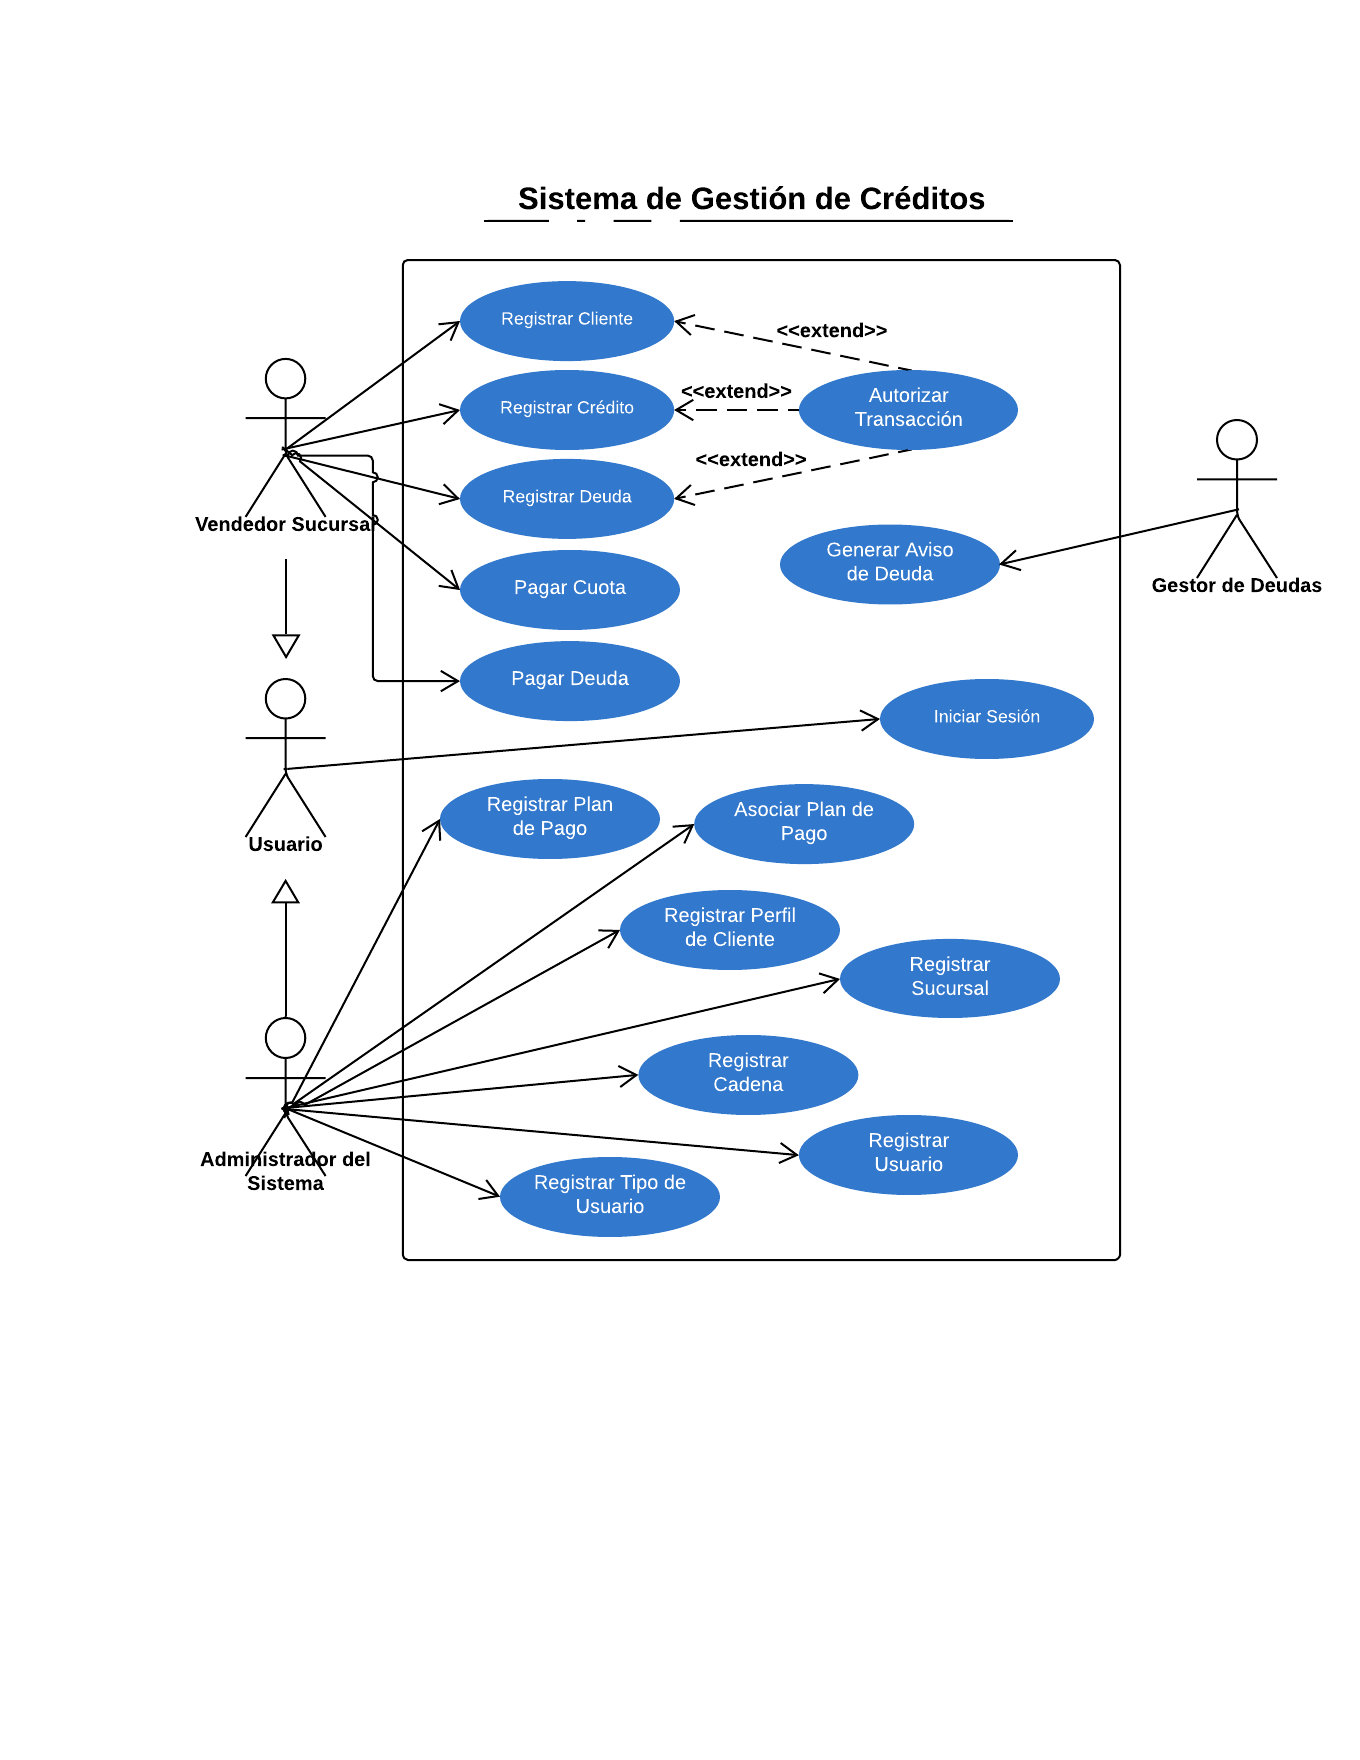 Sistema de Gestión de Créditos
Registrar Cliente
<<extend>>
Registrar Crédito
<<extend>>
Autorizar
Transacción
<<extend>>
Registrar Deuda
Vendedor Sucursal
Generar Aviso
de Deuda
Gestor de Deudas
Pagar Cuota
Pagar Deuda
Iniciar Sesión
Usuario
Registrar Plan
de Pago
Asociar Plan de
Pago
Registrar Perfil
de Cliente
Registrar
Sucursal
Registrar
Cadena
Registrar
Usuario
Administrador del
Sistema
Registrar Tipo de
Usuario